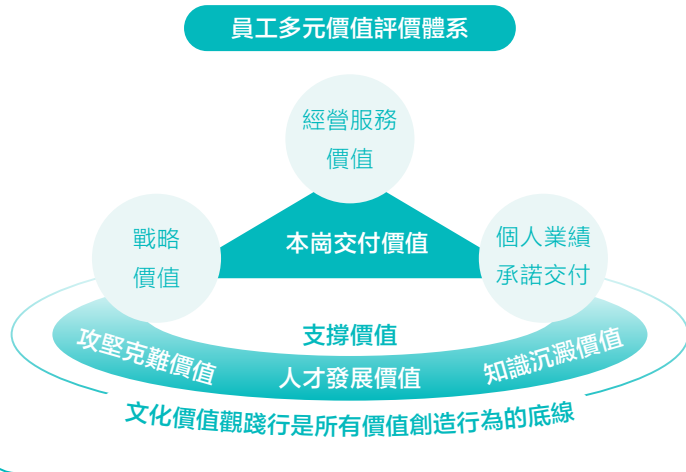 員工多元價值評價體系
經營服務
價值
本崗交付價值
戰略
價值
個人業績
承諾交付
支撐價值
攻堅克難價值
人才發展價值
知識沉澱價值
文化價值觀踐行是所有價值創造行為的底線